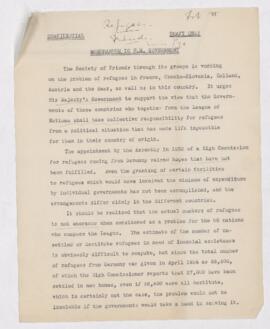 CONFIDENTIAL
DRAFT ONLY
MEMORANDUM TO H.M. GOVERNMENT
The Society of Friends through its groups is working
on the problem of refugees in France, Czecho-Slovakia, Holland,
Austria and the Saar, as well as in this country. It urges
His Majesty's Government to support the view that the Govern-
ments of those countries who together form the League of
Nations shall take collective responsibility for refugees from
a political situation that has made life impossible for
them in their country of origin.
The appointment by the Assembly in 1933 of a High Commission
for refugees coming from Germany raised hopes that have not
been fulfilled. Even the granting of certain facilities
to refugees which would have involved the minimum of expenditure
by individual governments has not been accomplished, and the
arrangements differ widely in the different countries.
It should be realised that the actual numbers of refugees
is not enormous when considered as a problem for the
nations
who compose the League. The estimate of the number of un-
settled or destitute refugees in need of financial assistance
is obviously difficult to obtain, but since the total number
of refugees from Germany was given in April
as
of which the High Commissioner reports that 27,000 have been
settled in new homes, even if
were all destitute,
which is certainly not the case, the problem would not be
insoluble if the governments would take a hand in solving it.